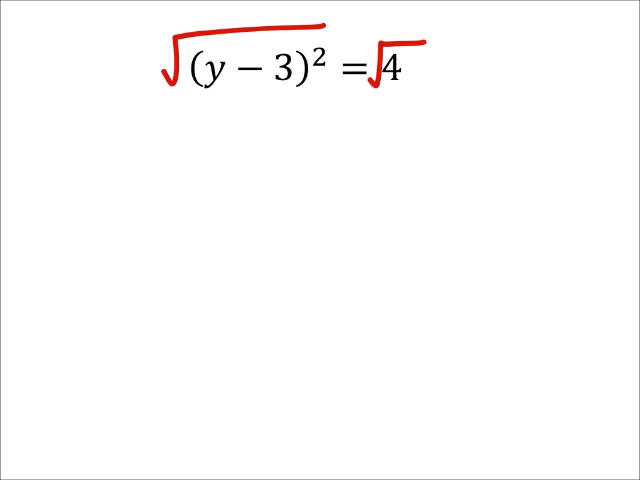 √(y − 3)² = √4